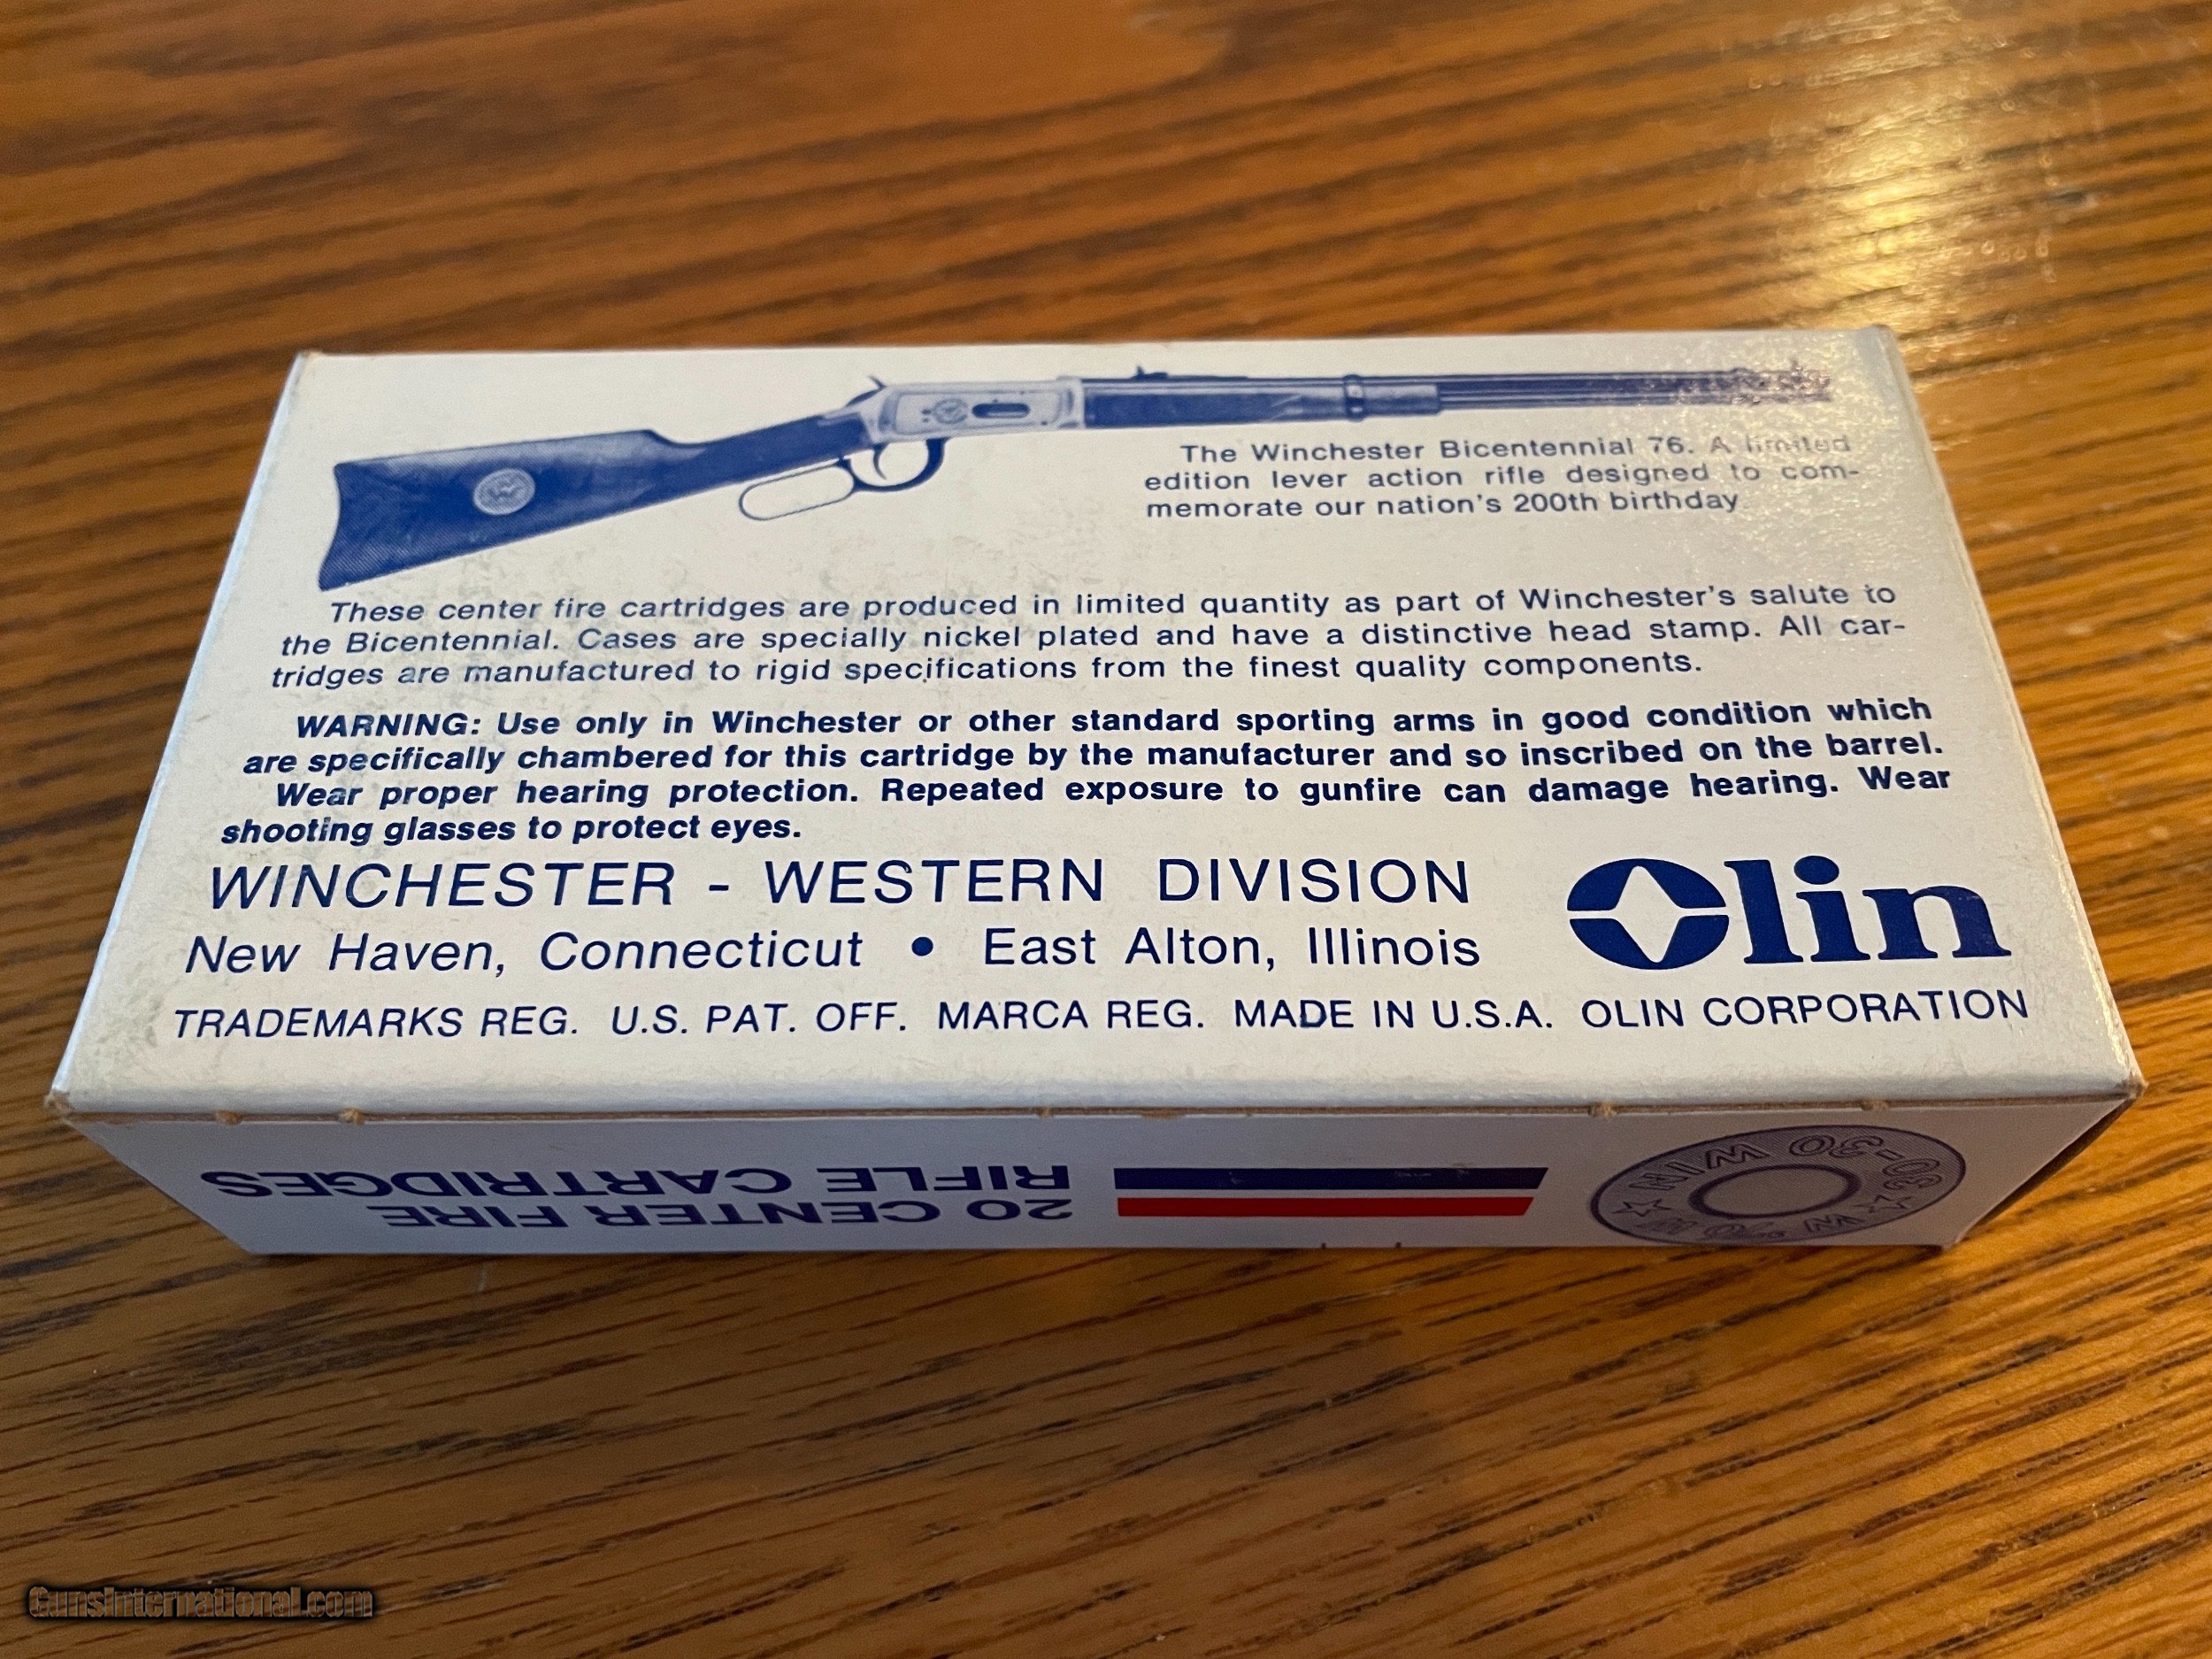 The Winchester Bicentennial 76. A limited
edition lever action rifle designed to com-
memorate our nation's 200th birthday
These center fire cartridges are produced in limited quantity as part of Winchester's salute to
the Bicentennial. Cases are specially nickel plated and have a distinctive head stamp. All car-
tridges are manufactured to rigid specifications from the finest quality components.
WARNING: Use only in Winchester or other standard sporting arms in good condition which
are specifically chambered for this cartridge by the manufacturer and so inscribed on the barrel.
Wear proper hearing protection. Repeated exposure to gunfire can damage hearing. Wear
shooting glasses to protect eyes.
WINCHESTER - WESTERN DIVISION
New Haven, Connecticut • East Alton, Illinois
Olin
TRADEMARKS REG. U.S. PAT. OFF. MARCA REG. MADE IN U.S.A. OLIN CORPORATION
20 CENTER FIRE
RIFLE CARTRIDGES
30-30 WIN
GunsInternational.com